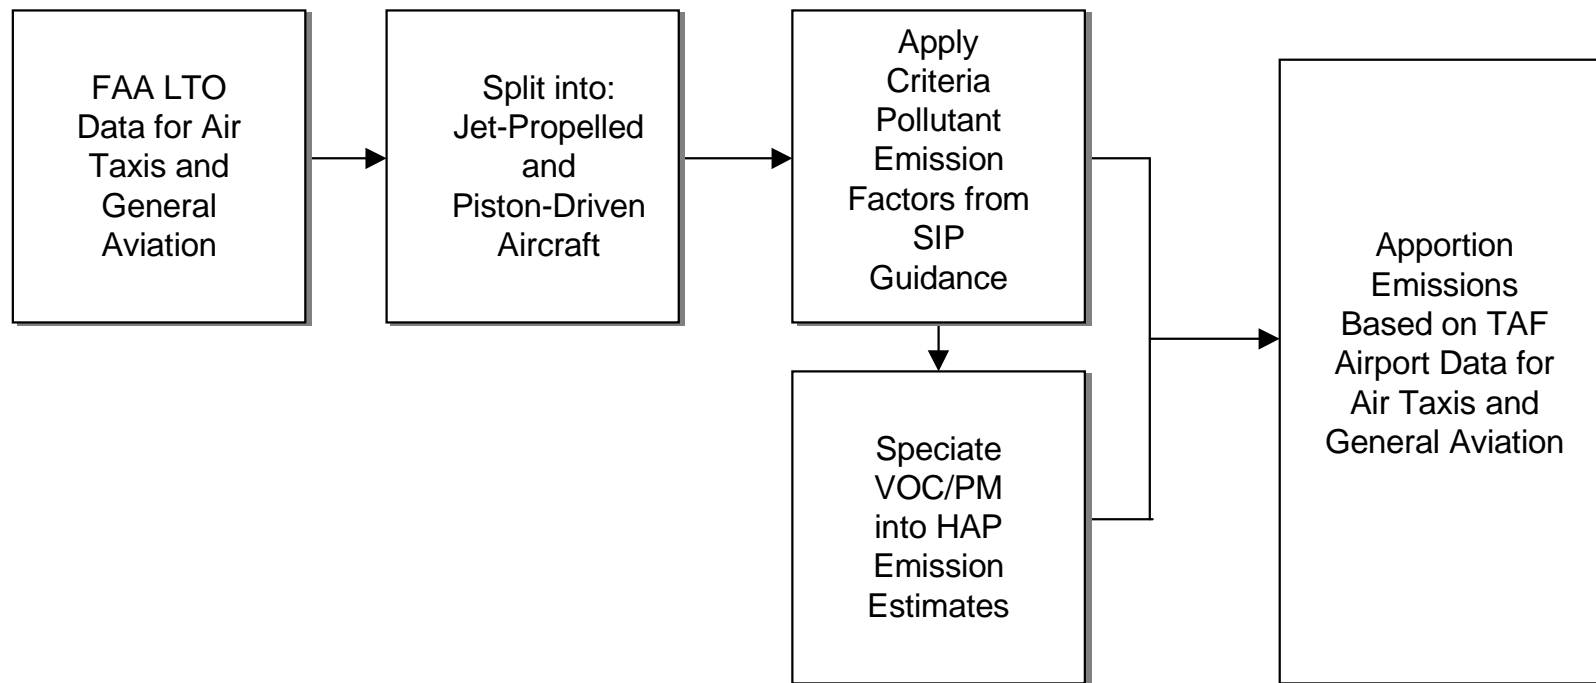 FAA LTO
Data for Air
Taxis and
General
Aviation
Split into:
Jet-Propelled
and
Piston-Driven
Aircraft
Apply
Criteria
Pollutant
Emission
Factors from
SIP
Guidance
Speciate
VOC/PM
into HAP
Emission
Estimates
Apportion
Emissions
Based on TAF
Airport Data for
Air Taxis and
General Aviation